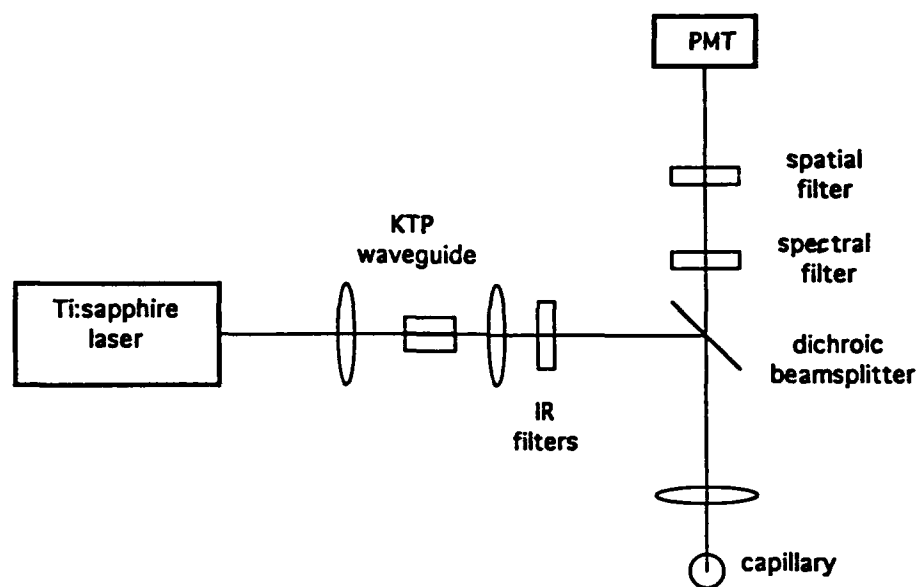 PMT
spatial
filter
KTP
waveguide
spectral
filter
Ti:sapphire
laser
dichroic
beamsplitter
IR
filters
capillary